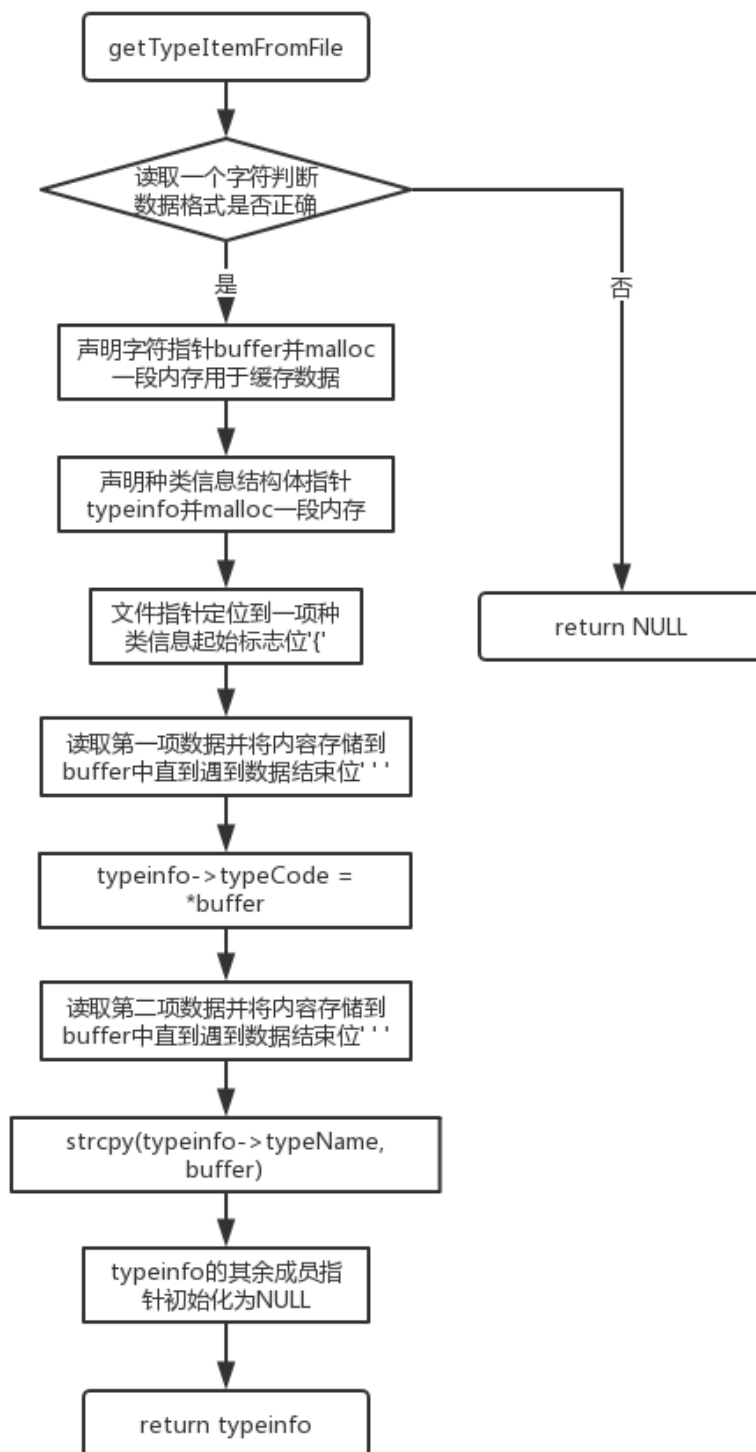 getTypeItemFromFile
读取一个字符判断
数据格式是否正确
是
否
声明字符指针buffer并malloc
一段内存用于缓存数据
声明种类信息结构体指针
typeinfo并malloc一段内存
文件指针定位到一项种
类信息起始标志位'{'
return NULL
读取第一项数据并将内容存储到
buffer中直到遇到数据结束位' ' '
typeinfo->typeCode =
*buffer
读取第二项数据并将内容存储到
buffer中直到遇到数据结束位' ' '
strcpy(typeinfo->typeName,
buffer)
typeinfo的其余成员指
针初始化为NULL
return typeinfo